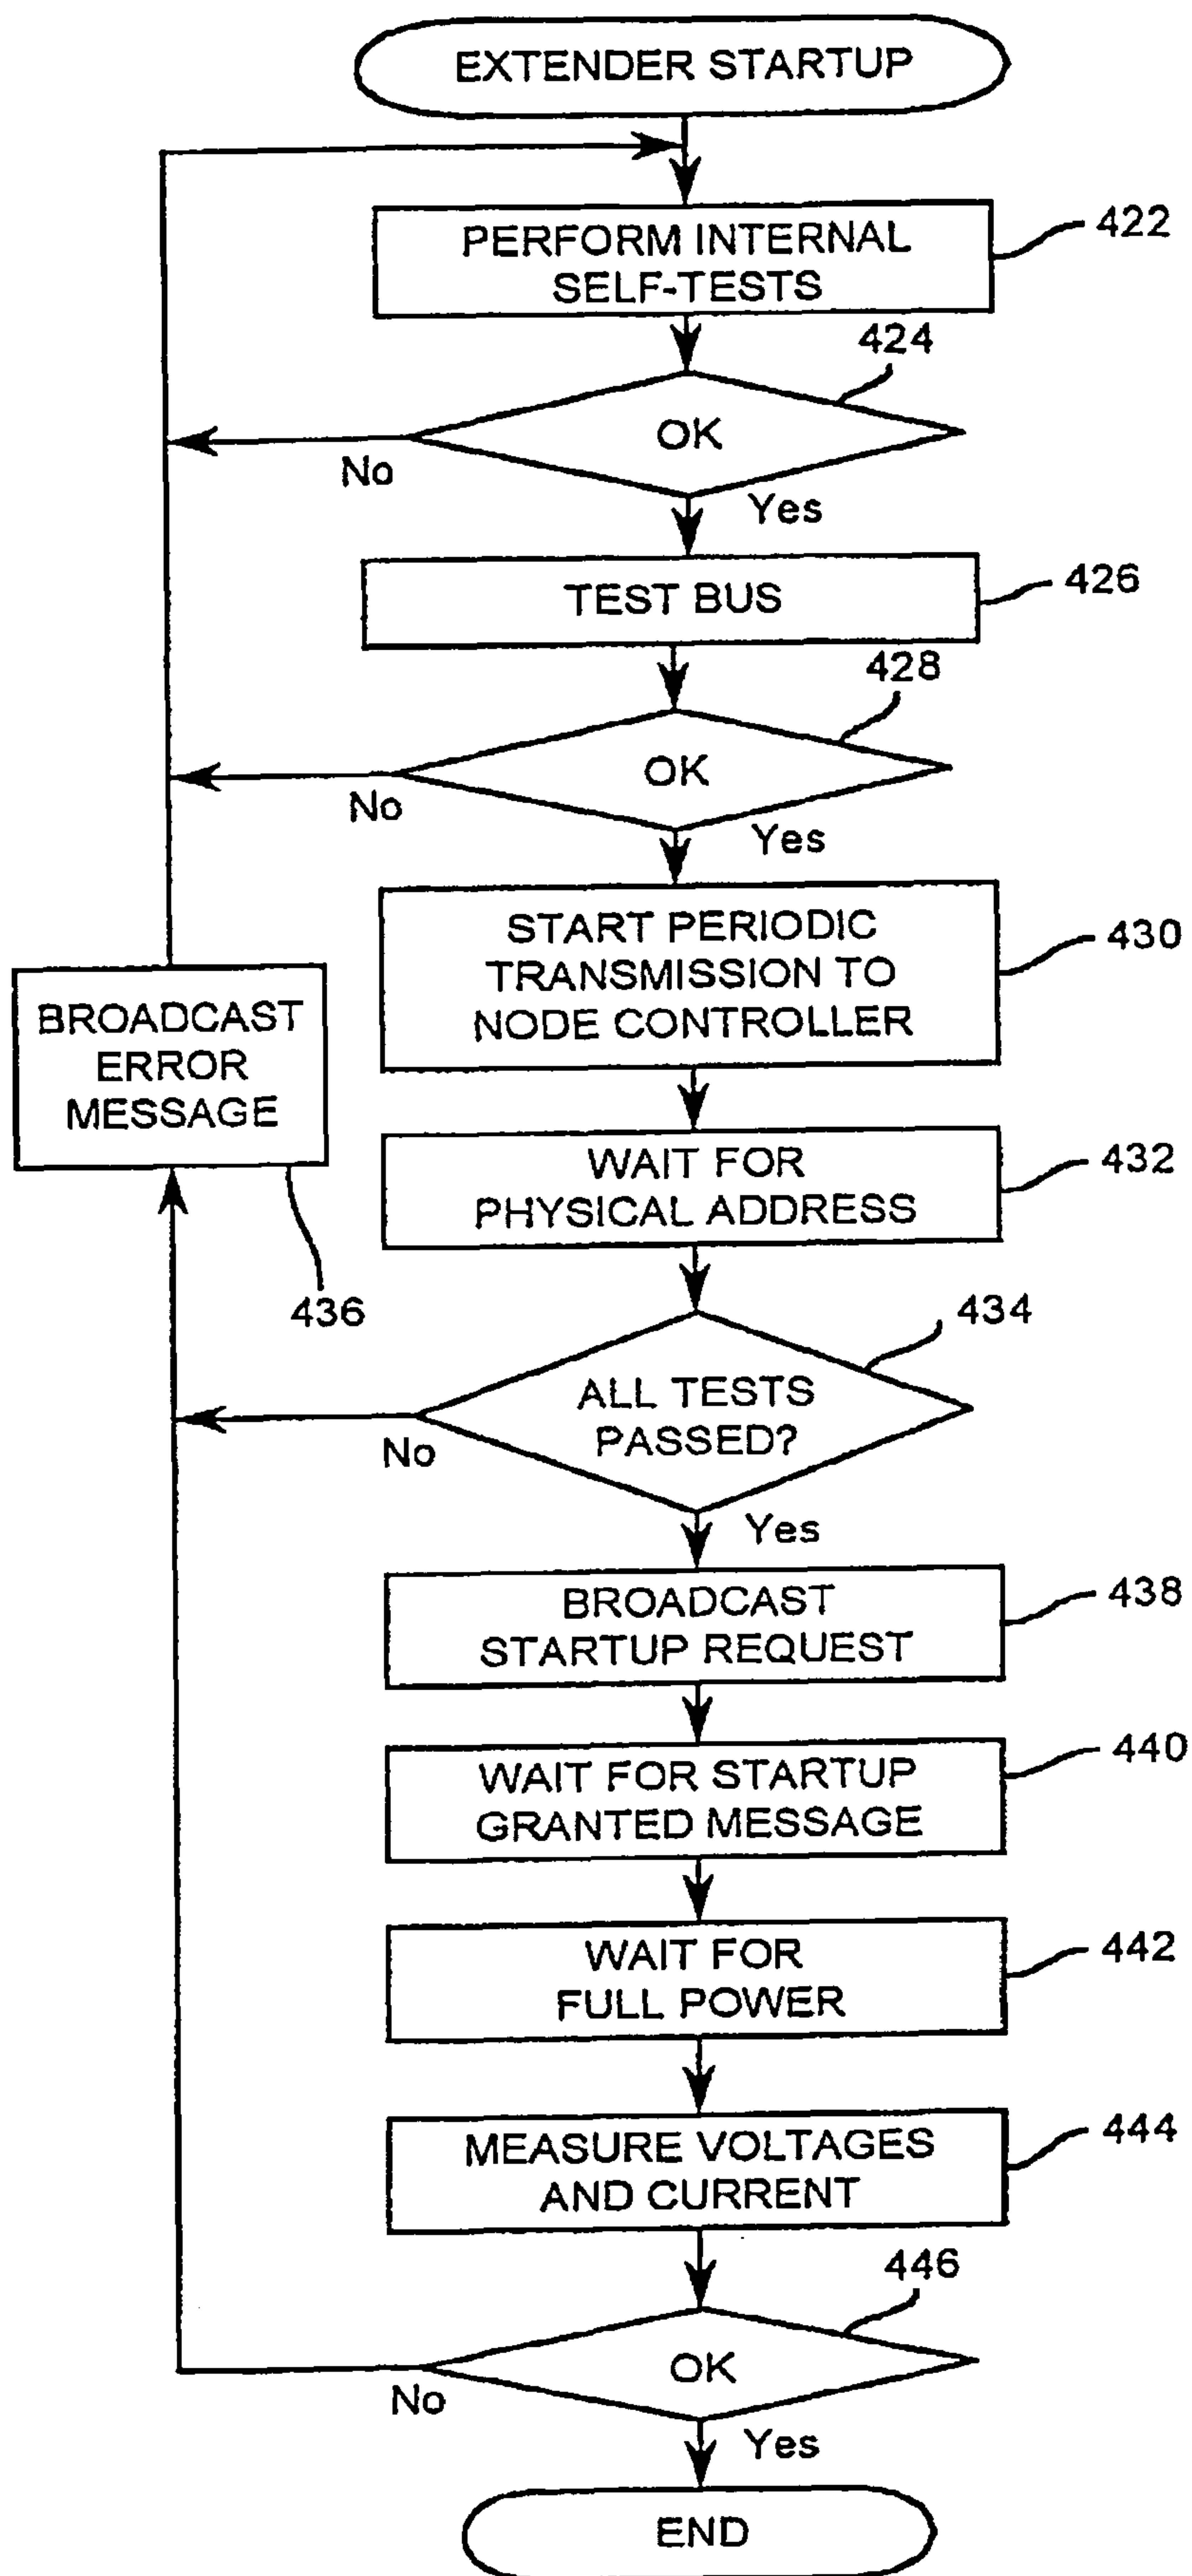 EXTENDER STARTUP
PERFORM INTERNAL
SELF-TESTS
422
424
OK
No
Yes
TEST BUS
426
428
OK
No
Yes
START PERIODIC
TRANSMISSION TO
NODE CONTROLLER
430
BROADCAST
ERROR
MESSAGE
436
WAIT FOR
PHYSICAL ADDRESS
432
434
ALL TESTS
PASSED?
No
Yes
BROADCAST
STARTUP REQUEST
438
WAIT FOR STARTUP
GRANTED MESSAGE
440
WAIT FOR
FULL POWER
442
MEASURE VOLTAGES
AND CURRENT
444
446
OK
No
Yes
END